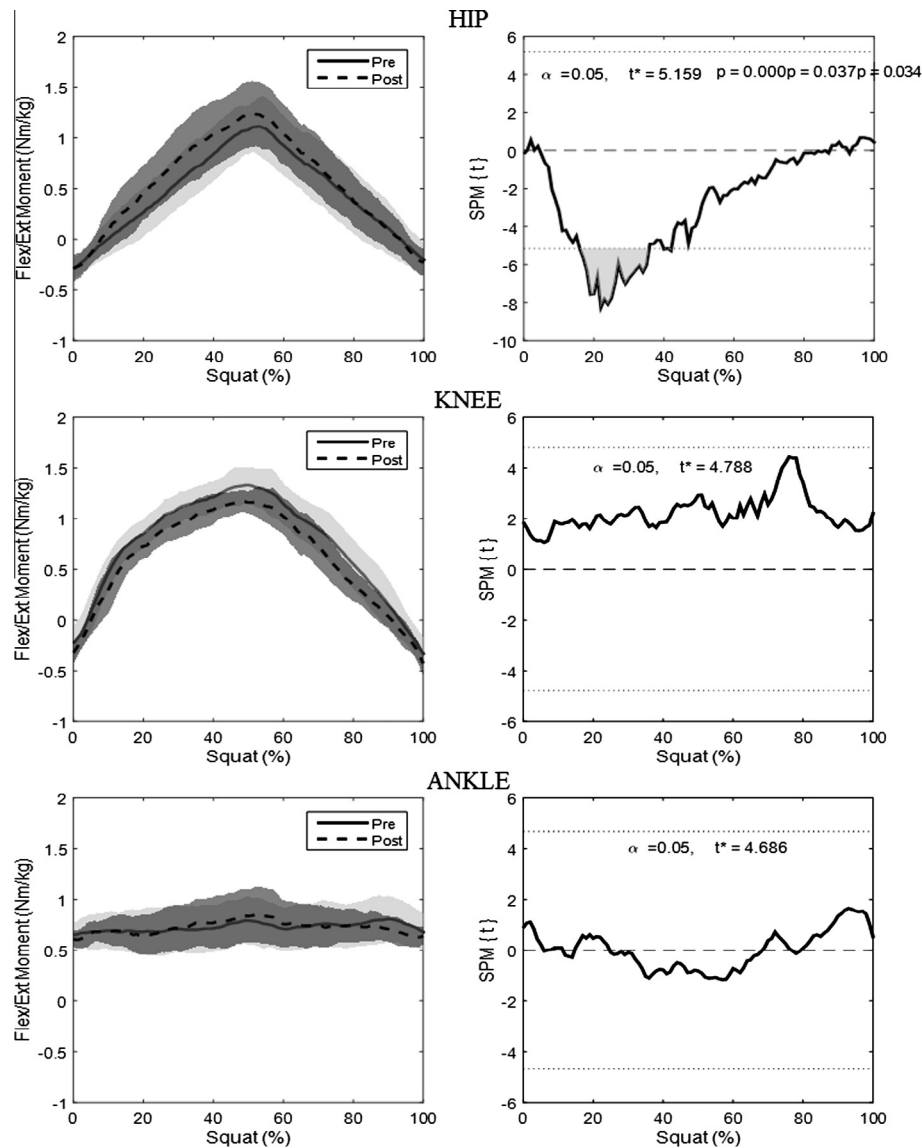 HIP
Flex/Ext Moment (Nm/kg)
2
1.5
1
0.5
0
-0.5
-1
Pre
Post
0 20 40 60 80 100
Squat (%)
SPM { t }
6
4
2
0
-2
-4
-6
-8
-10
α =0.05, t* = 5.159 p = 0.000p = 0.037p = 0.034
0 20 40 60 80 100
Squat (%)
KNEE
Flex/Ext Moment (Nm/kg)
2
1.5
1
0.5
0
-0.5
-1
Pre
Post
0 20 40 60 80 100
Squat (%)
SPM { t }
6
4
2
0
-2
-4
-6
α =0.05, t* = 4.788
0 20 40 60 80 100
Squat (%)
ANKLE
Flex/Ext Moment (Nm/kg)
2
1.5
1
0.5
0
-0.5
-1
Pre
Post
0 20 40 60 80 100
Squat (%)
SPM { t }
6
4
2
0
-2
-4
-6
α =0.05, t* = 4.686
0 20 40 60 80 100
Squat (%)